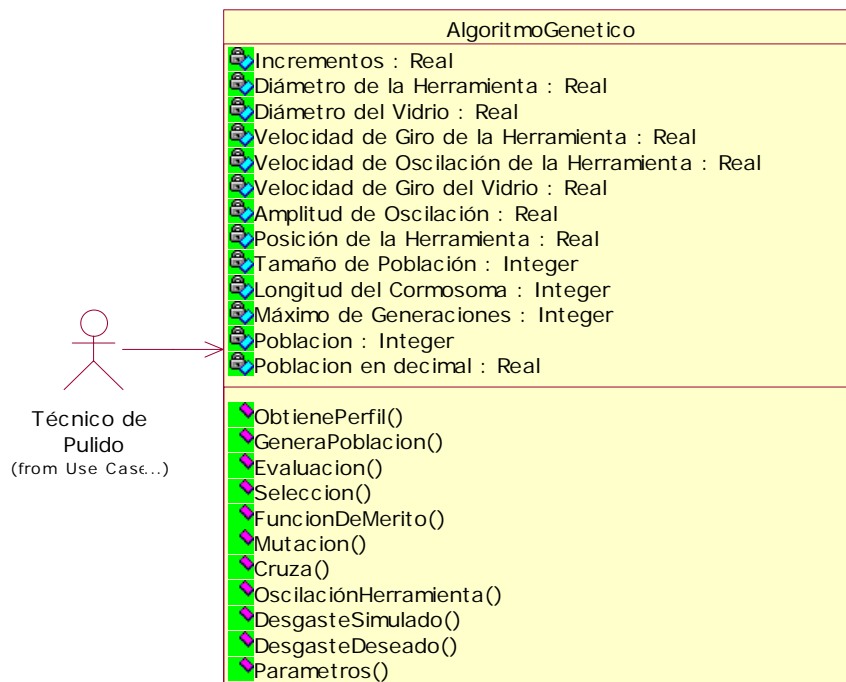 AlgoritmoGenetico
Incrementos : Real
Diámetro de la Herramienta : Real
Diámetro del Vidrio : Real
Velocidad de Giro de la Herramienta : Real
Velocidad de Oscilación de la Herramienta : Real
Velocidad de Giro del Vidrio : Real
Amplitud de Oscilación : Real
Posición de la Herramienta : Real
Tamaño de Población : Integer
Longitud del Cormosoma : Integer
Máximo de Generaciones : Integer
Poblacion : Integer
Poblacion en decimal : Real
Técnico de
Pulido
(from Use Case...)
ObtienePerfil()
GeneraPoblacion()
Evaluacion()
Seleccion()
FuncionDeMerito()
Mutacion()
Cruza()
OscilaciónHerramienta()
DesgasteSimulado()
DesgasteDeseado()
Parametros()